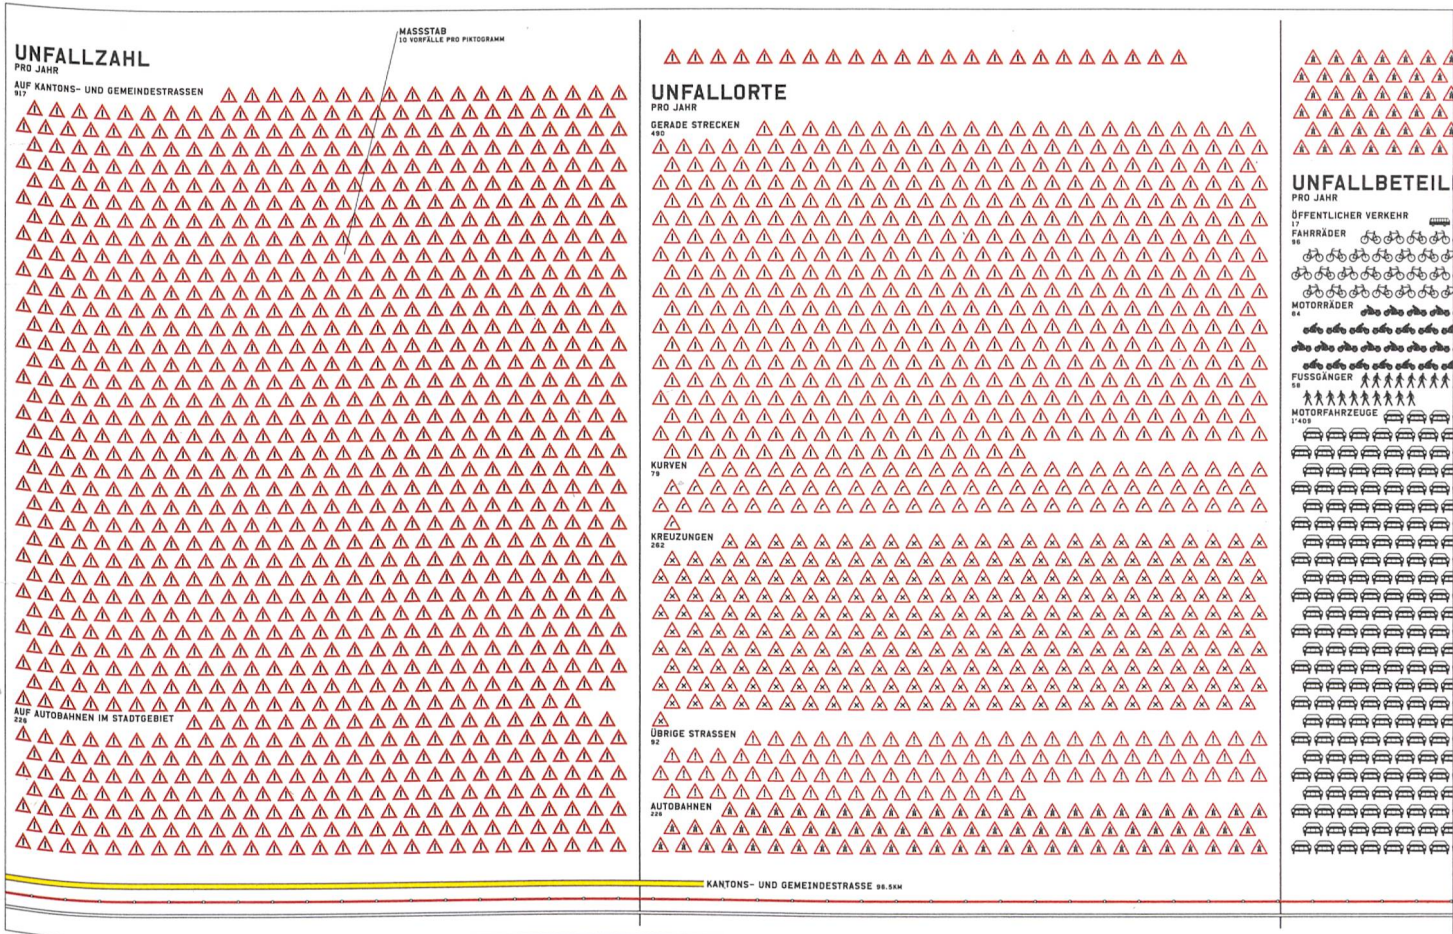 MASSSTAB
10 VORFÄLLE PRO PIKTOGRAMM
UNFALLZAHL
PRO JAHR
AUF KANTONS- UND GEMEINDESTRASSEN
917
AUF AUTOBAHNEN IM STADTGEBIET
226
UNFALLORTE
PRO JAHR
GERADE STRECKEN
490
KURVEN
79
KREUZUNGEN
262
ÜBRIGE STRASSEN
92
AUTOBAHNEN
226
UNFALLBETEIL
PRO JAHR
ÖFFENTLICHER VERKEHR
17
FAHRRÄDER
96
MOTORRÄDER
84
FUSSGÄNGER
58
MOTORFAHRZEUGE
1'409
KANTONS- UND GEMEINDESTRASSE 96.5KM